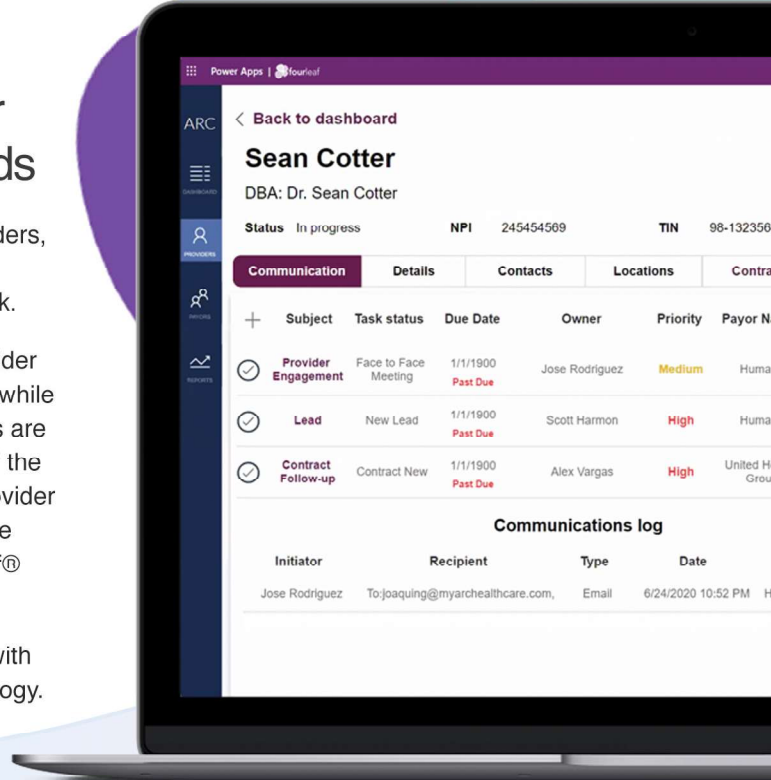 r
ds
ders,
k.
der
while
s are
the
ovider
e
f®
with
ogy.
Power Apps | fourleaf
ARC
DASHBOARD
PROVIDERS
PAYORS
REPORTS
< Back to dashboard
Sean Cotter
DBA: Dr. Sean Cotter
Status In progress NPI 245454569 TIN 98-132356
Communication Details Contacts Locations Contra
+ Subject Task status Due Date Owner Priority Payor N
Provider Engagement Face to Face Meeting 1/1/1900 Past Due Jose Rodriguez Medium Huma
Lead New Lead 1/1/1900 Past Due Scott Harmon High Huma
Contract Follow-up Contract New 1/1/1900 Past Due Alex Vargas High United H Grou
Communications log
Initiator Recipient Type Date
Jose Rodriguez To:joaquing@myarchealthcare.com, Email 6/24/2020 10:52 PM H